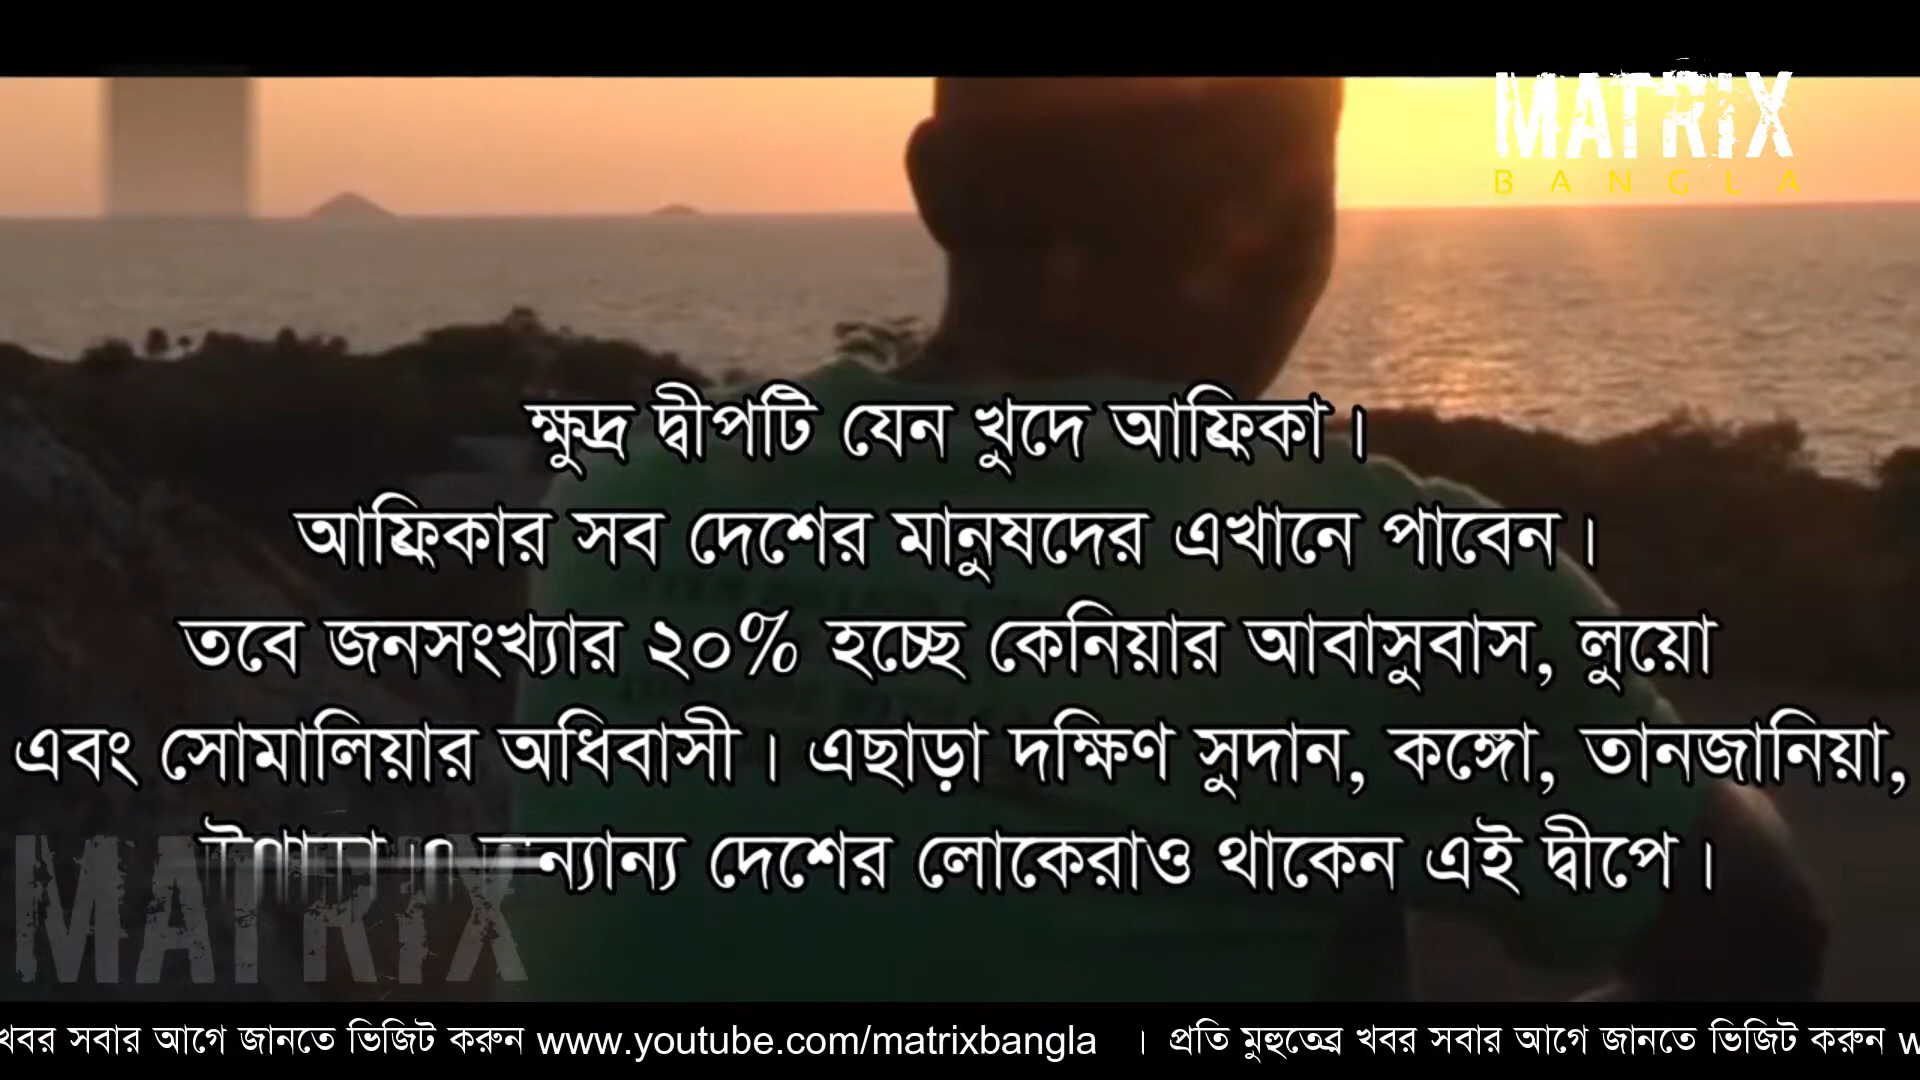 MATRIX
BANGLA
ক্ষুদ্র দ্বীপটি যেন খুদে আফ্রিকা।
আফ্রিকার সব দেশের মানুষদের এখানে পাবেন।
তবে জনসংখ্যার ২০% হচ্ছে কেনিয়ার আবাসুবাস, লুয়ো
এবং সোমালিয়ার অধিবাসী। এছাড়া দক্ষিণ সুদান, কঙ্গো, তানজানিয়া,
দেশের লোকেরাও থাকেন এই দ্বীপে।
MATRIX
খবর সবার আগে জানতে ভিজিট করুন www.youtube.com/matrixbangla । প্রতি মুহুতের্র খবর সবার আগে জানতে ভিজিট করুন w